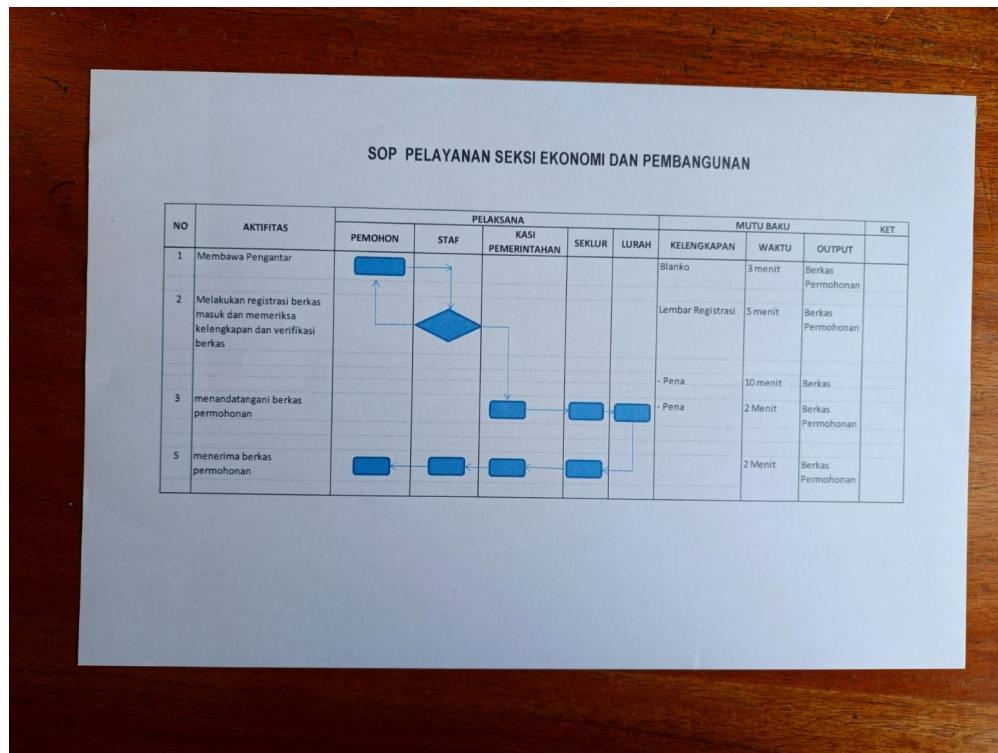 SOP PELAYANAN SEKSI EKONOMI DAN PEMBANGUNAN
NO AKTIFITAS PELAKSANA MUTU BAKU KET
PEMOHON STAF KASI PEMERINTAHAN SEKLUR LURAH KELENGKAPAN WAKTU OUTPUT
1 Membawa Pengantar Blanko 3 menit Berkas
Permohonan
2 Melakukan registrasi berkas Lembar Registrasi 5 menit Berkas
masuk dan memeriksa Permohonan
kelengkapan dan verifikasi
berkas
- Pena 10 menit Berkas
3 menandatangani berkas - Pena 2 Menit Berkas
permohonan Permohonan
5 menerima berkas 2 Menit Berkas
permohonan Permohonan